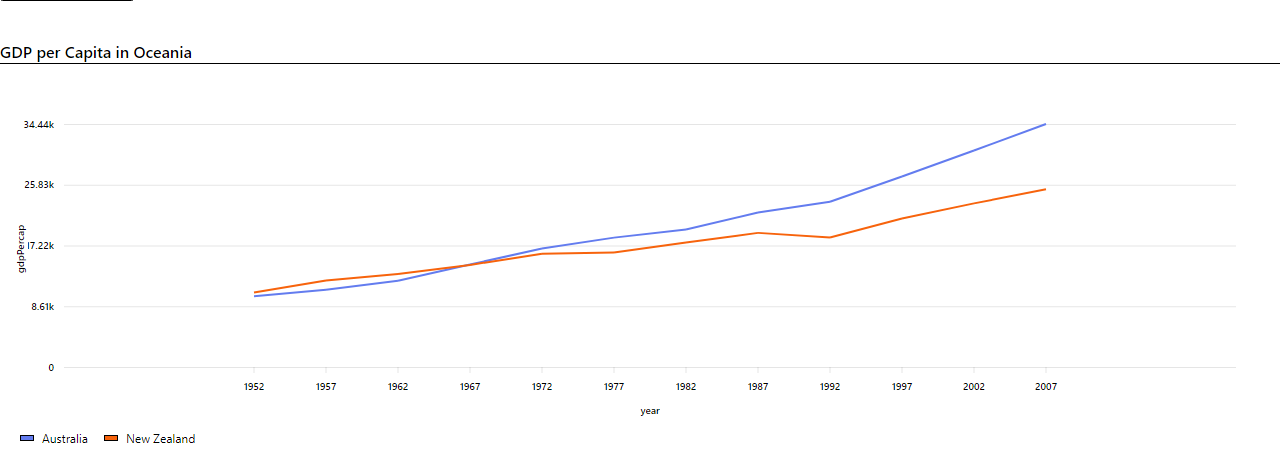 GDP per Capita in Oceania
34.44k
25.83k
17.22k
8.61k
0
gdpPercap
1952 1957 1962 1967 1972 1977 1982 1987 1992 1997 2002 2007
year
Australia New Zealand